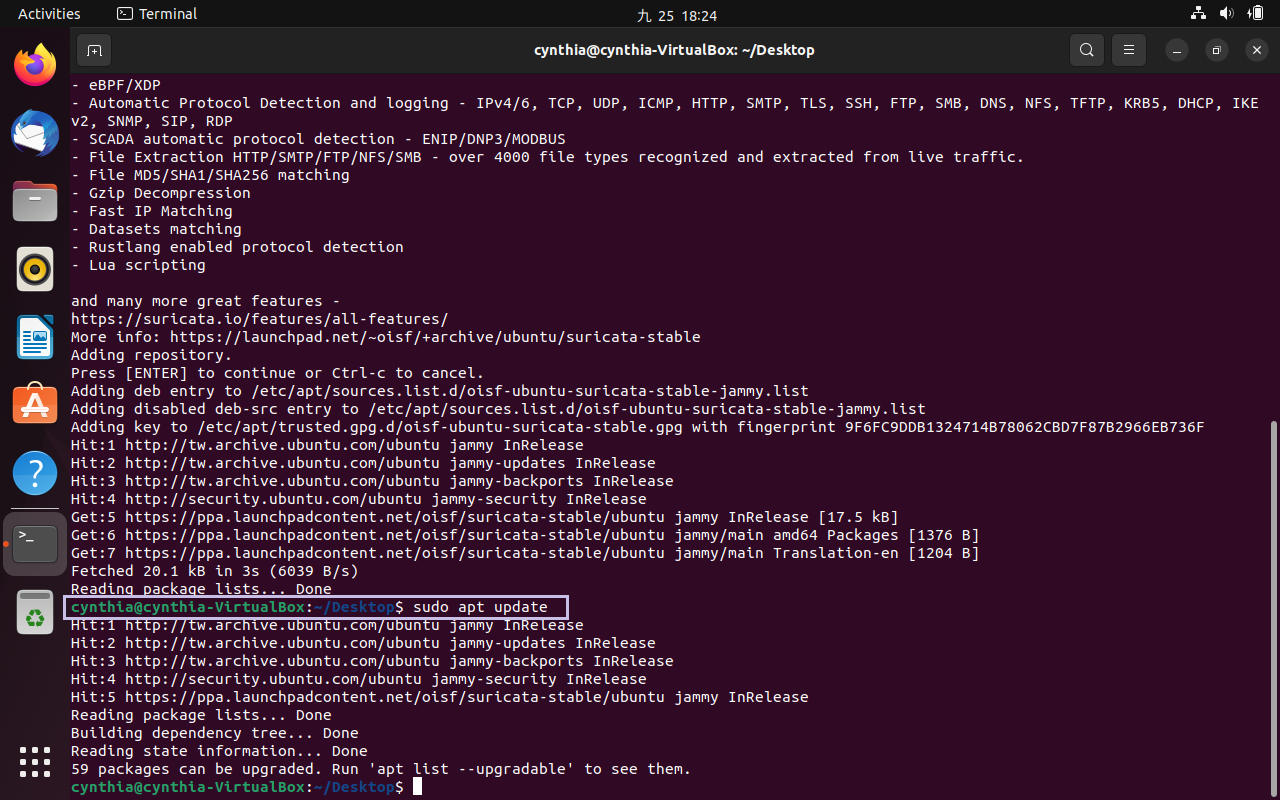 Activities
Terminal
九 25 18:24
cynthia@cynthia-VirtualBox: ~/Desktop
- eBPF/XDP
- Automatic Protocol Detection and logging - IPv4/6, TCP, UDP, ICMP, HTTP, SMTP, TLS, SSH, FTP, SMB, DNS, NFS, TFTP, KRB5, DHCP, IKE
v2, SNMP, SIP, RDP
- SCADA automatic protocol detection - ENIP/DNP3/MODBUS
- File Extraction HTTP/SMTP/FTP/NFS/SMB - over 4000 file types recognized and extracted from live traffic.
- File MD5/SHA1/SHA256 matching
- Gzip Decompression
- Fast IP Matching
- Datasets matching
- Rustlang enabled protocol detection
- Lua scripting
and many more great features -
https://suricata.io/features/all-features/
More info: https://launchpad.net/~oisf/+archive/ubuntu/suricata-stable
Adding repository.
Press [ENTER] to continue or Ctrl-c to cancel.
Adding deb entry to /etc/apt/sources.list.d/oisf-ubuntu-suricata-stable-jammy.list
Adding disabled deb-src entry to /etc/apt/sources.list.d/oisf-ubuntu-suricata-stable-jammy.list
Adding key to /etc/apt/trusted.gpg.d/oisf-ubuntu-suricata-stable.gpg with fingerprint 9F6FC9DDB1324714B78062CBD7F87B2966EB736F
Hit:1 http://tw.archive.ubuntu.com/ubuntu jammy InRelease
Hit:2 http://tw.archive.ubuntu.com/ubuntu jammy-updates InRelease
Hit:3 http://tw.archive.ubuntu.com/ubuntu jammy-backports InRelease
Hit:4 http://security.ubuntu.com/ubuntu jammy-security InRelease
Get:5 https://ppa.launchpadcontent.net/oisf/suricata-stable/ubuntu jammy InRelease [17.5 kB]
Get:6 https://ppa.launchpadcontent.net/oisf/suricata-stable/ubuntu jammy/main amd64 Packages [1376 B]
Get:7 https://ppa.launchpadcontent.net/oisf/suricata-stable/ubuntu jammy/main Translation-en [1204 B]
Fetched 20.1 kB in 3s (6039 B/s)
Reading package lists... Done
cynthia@cynthia-VirtualBox:~/Desktop$ sudo apt update
Hit:1 http://tw.archive.ubuntu.com/ubuntu jammy InRelease
Hit:2 http://tw.archive.ubuntu.com/ubuntu jammy-updates InRelease
Hit:3 http://tw.archive.ubuntu.com/ubuntu jammy-backports InRelease
Hit:4 http://security.ubuntu.com/ubuntu jammy-security InRelease
Hit:5 https://ppa.launchpadcontent.net/oisf/suricata-stable/ubuntu jammy InRelease
Reading package lists... Done
Building dependency tree... Done
Reading state information... Done
59 packages can be upgraded. Run 'apt list --upgradable' to see them.
cynthia@cynthia-VirtualBox:~/Desktop$